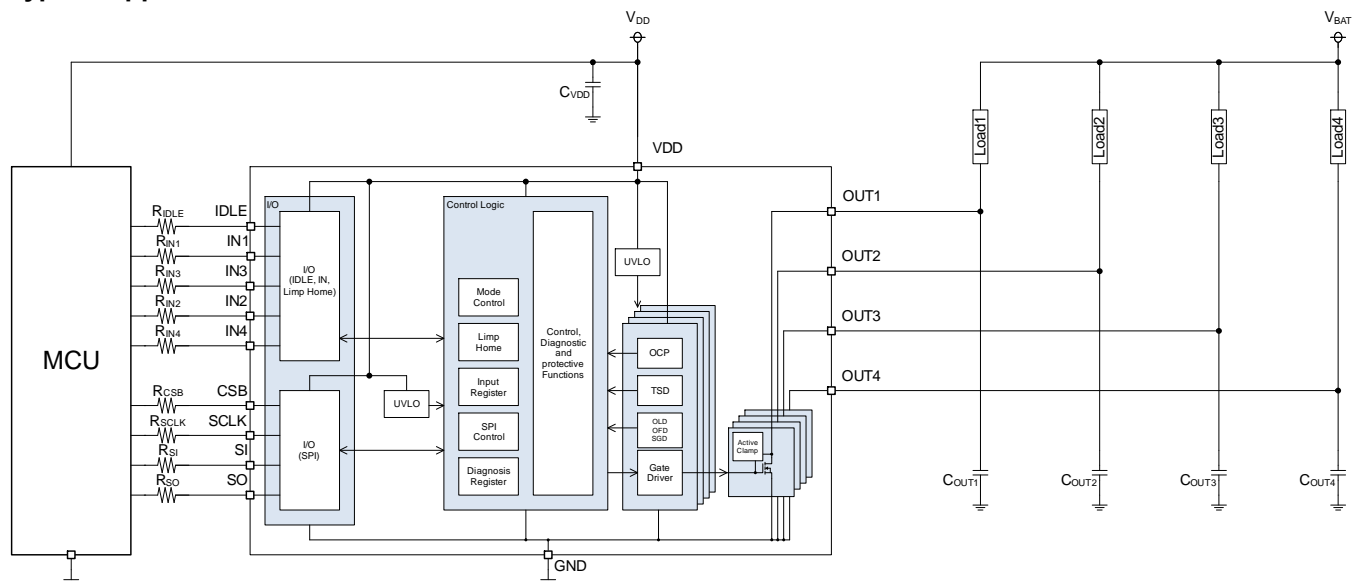 VDD
VBAT
CVDD
Load1
Load2
Load3
Load4
VDD
MCU
RIDLE
IDLE
RIN1
IN1
RIN3
IN3
RIN2
IN2
RIN4
IN4
RCSB
CSB
RSCLK
SCLK
RSI
SI
RSO
SO
I/O
I/O
(IDLE, IN,
Limp Home)
I/O
(SPI)
UVLO
Control Logic
Mode
Control
Limp
Home
Input
Register
SPI
Control
Diagnosis
Register
Control,
Diagnostic
and
protective
Functions
UVLO
OCP
TSD
OLD
OFD
SGD
Gate
Driver
Active
Clamp
OUT1
OUT2
OUT3
OUT4
COUT1
COUT2
COUT3
COUT4
GND